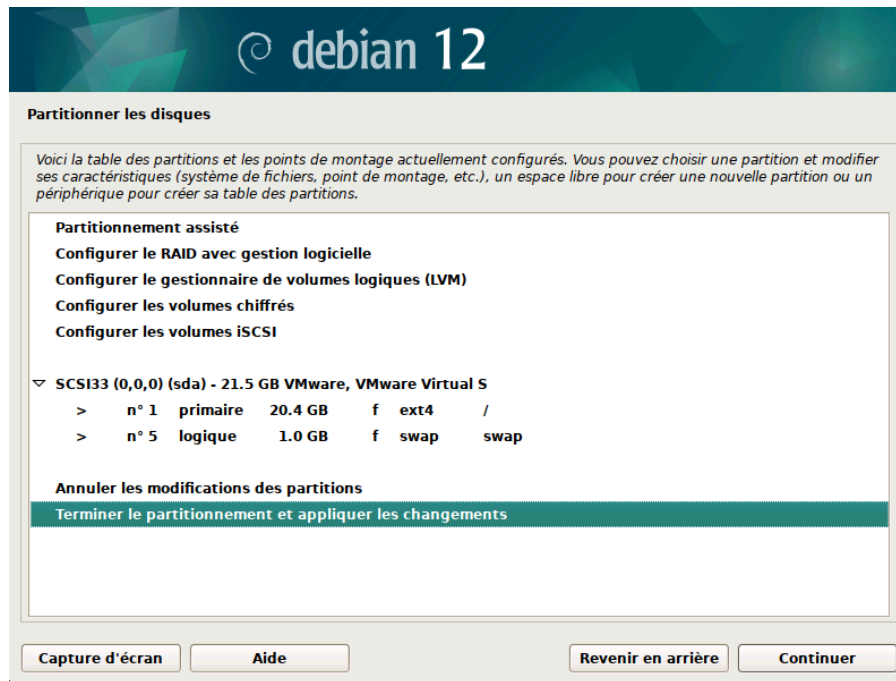 debian 12
Partitionner les disques
Voici la table des partitions et les points de montage actuellement configurés. Vous pouvez choisir une partition et modifier
ses caractéristiques (système de fichiers, point de montage, etc.), un espace libre pour créer une nouvelle partition ou un
périphérique pour créer sa table des partitions.
Partitionnement assisté
Configurer le RAID avec gestion logicielle
Configurer le gestionnaire de volumes logiques (LVM)
Configurer les volumes chiffrés
Configurer les volumes iSCSI
SCSI33 (0,0,0) (sda) - 21.5 GB VMware, VMware Virtual S
> n° 1 primaire 20.4 GB f ext4 /
> n° 5 logique 1.0 GB f swap swap
Annuler les modifications des partitions
Terminer le partitionnement et appliquer les changements
Capture d'écran Aide Revenir en arrière Continuer